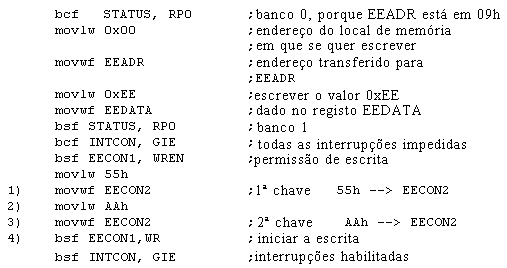 bcf STATUS, RPO ;banco 0, porque EEADR está em 09h
movlw 0x00 ;endereço do local de memória
;em que se quer escrever
movwf EEADR ;endereço transferido para
;EEADR
movlw 0xEE ;escrever o valor 0xEE
movwf EEDATA ;dado no registo EEDATA
bsf STATUS, RPO ;banco 1
bcf INTCON, GIE ;todas as interrupções impedidas
bsf EECON1, WREN ;permissão de escrita
movlw 55h
1) movwf EECON2 ;1ª chave 55h --> EECON2
2) movlw AAh
3) movwf EECON2 ;2ª chave AAh --> EECON2
4) bsf EECON1,WR ; iniciar a escrita
bsf INTCON, GIE ;interrupções habilitadas